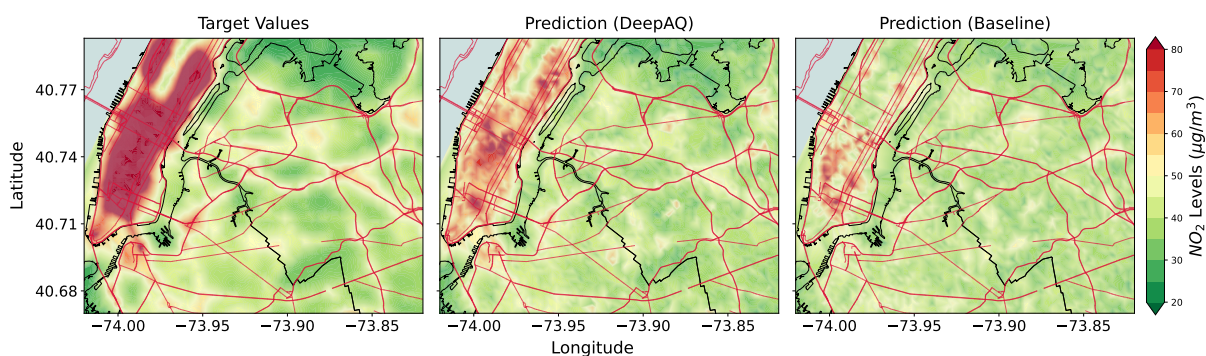 Target Values
Prediction (DeepAQ)
Prediction (Baseline)
Latitude
40.77
40.74
40.71
40.68
−74.00 −73.95 −73.90 −73.85
−74.00 −73.95 −73.90 −73.85
−74.00 −73.95 −73.90 −73.85
Longitude
80
70
60
50
40
30
20
NO₂ Levels (μg/m³)